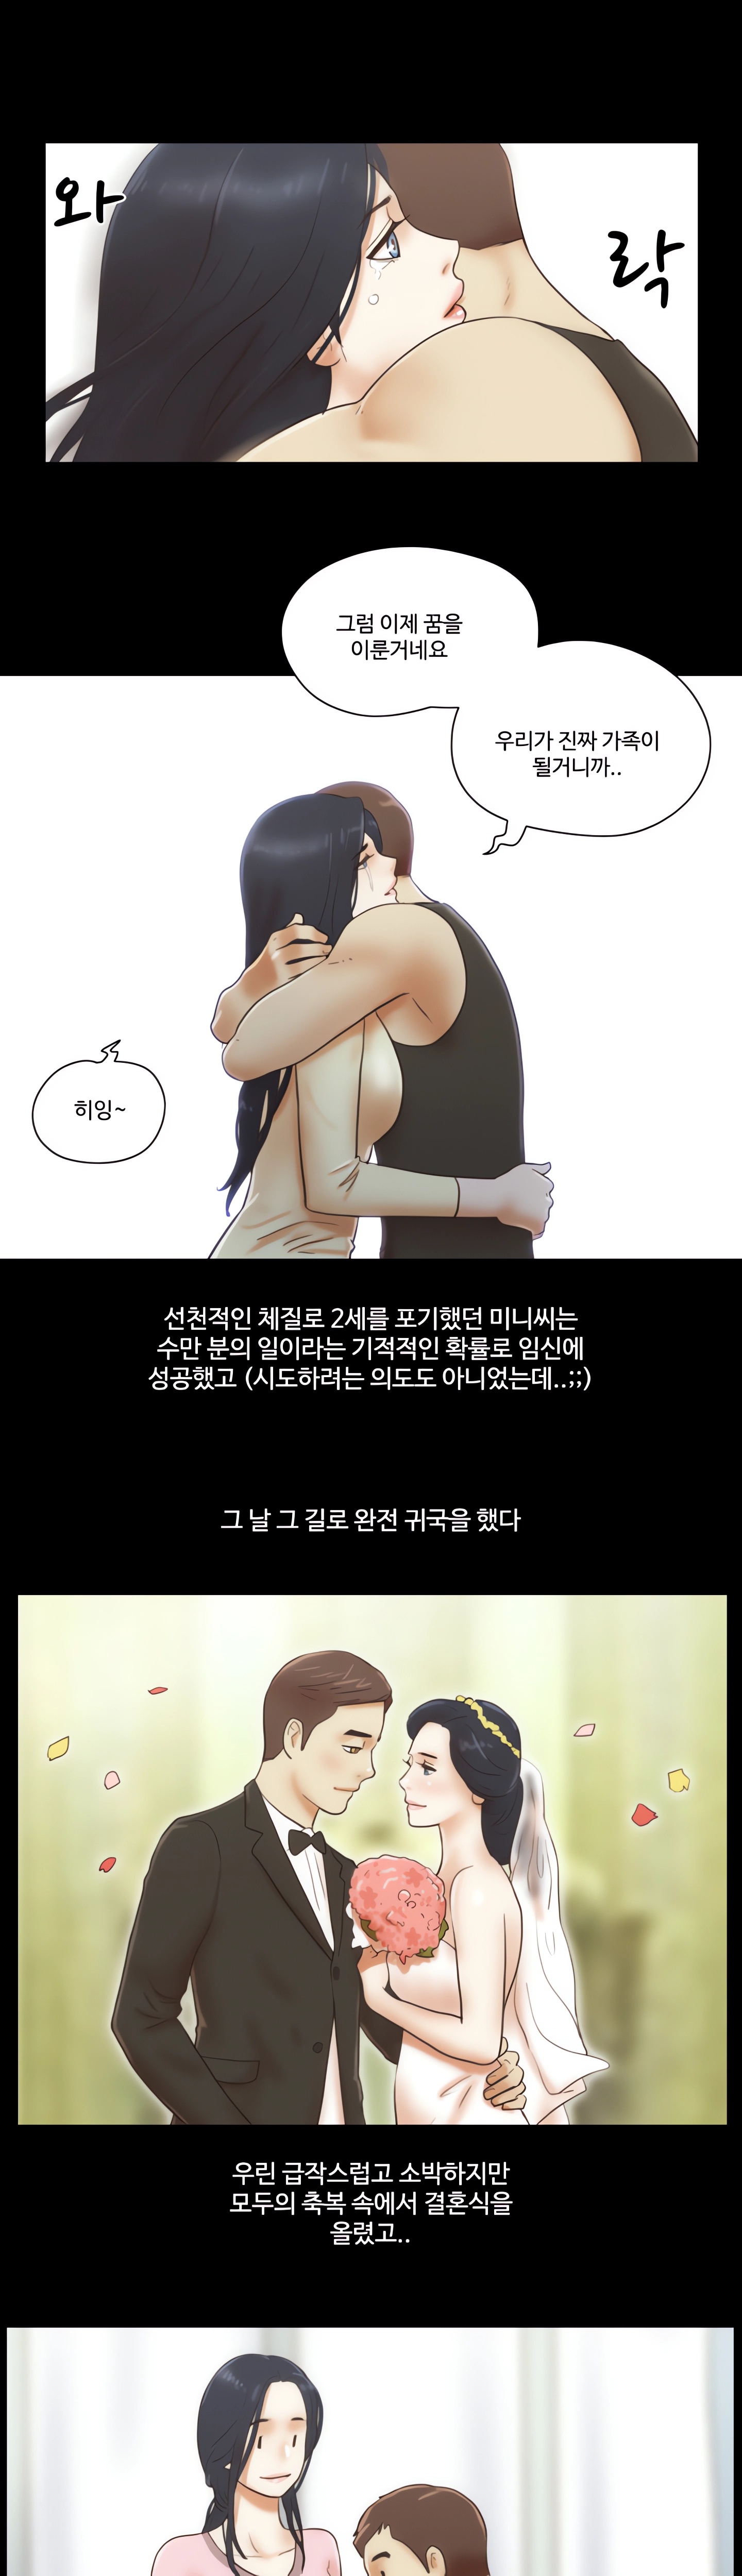 와
락
그럼 이제 꿈을
이룬거네요
우리가 진짜 가족이
될거니까..
히잉~
선천적인 체질로 2세를 포기했던 미니씨는
수만 분의 일이라는 기적적인 확률로 임신에
성공했고 (시도하려는 의도도 아니었는데..;;)
그 날 그 길로 완전 귀국을 했다
우린 급작스럽고 소박하지만
모두의 축복 속에서 결혼식을
올렸고..